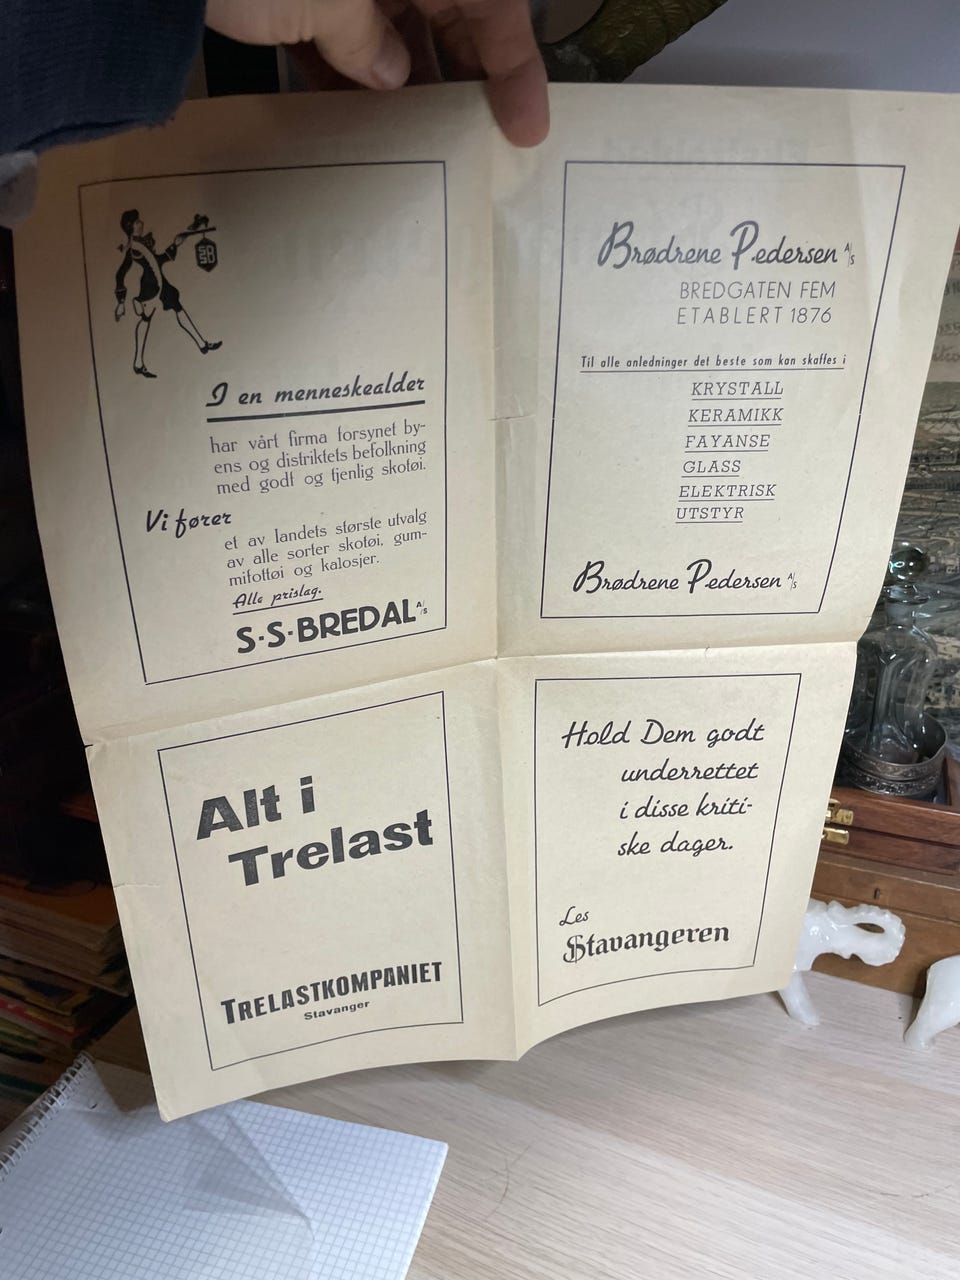 I en menneskealder
har vårt firma forsynet by-
ens og distriktets befolkning
med godt og tjenlig skotøi.
Vi fører
et av landets største utvalg
av alle sorter skotøi, gum-
mifottøi og kalosjer.
Alle prislag.
S-S-BREDAL A/S
Brødrene Pedersen A/S
BREDGATEN FEM
ETABLERT 1876
Til alle anledninger det beste som kan skaffes i
KRYSTALL
KERAMIKK
FAYANSE
GLASS
ELEKTRISK
UTSTYR
Brødrene Pedersen A/S
Alt i
Trelast
TRELASTKOMPANIET
Stavanger
Hold Dem godt
underrettet
i disse kriti-
ske dager.
Les
Stavangeren